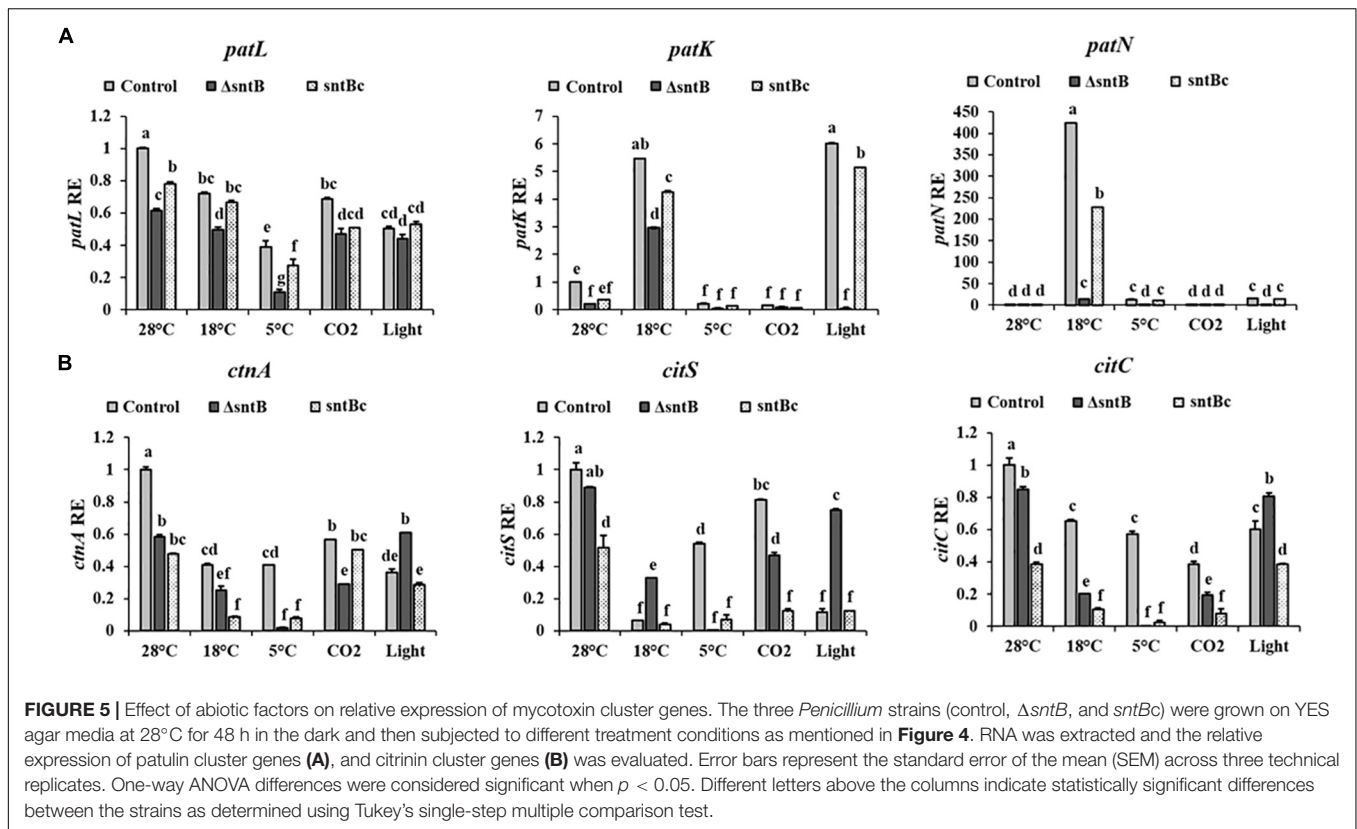 A
patL
Control ΔsntB sntBc
patL RE
1.2
1
0.8
0.6
0.4
0.2
0
a c b
bc d bc
e g f
bc d cd
cd d cd
28°C 18°C 5°C CO2 Light
patK
Control ΔsntB sntBc
patK RE
7
6
5
4
3
2
1
0
e f ef
ab d c
f f f
f f f
a f b
28°C 18°C 5°C CO2 Light
patN
Control ΔsntB sntBc
patN RE
450
400
350
300
250
200
150
100
50
0
d d d
a c b
c d c
d d d
c d c
28°C 18°C 5°C CO2 Light
B
ctnA
Control ΔsntB sntBc
ctnA RE
1.2
1
0.8
0.6
0.4
0.2
0
a b bc
cd ef f
cd f f
b e bc
de b e
28°C 18°C 5°C CO2 Light
citS
Control ΔsntB sntBc
citS RE
1.2
1
0.8
0.6
0.4
0.2
0
a ab d
f e f
d f f
bc d f
f c f
28°C 18°C 5°C CO2 Light
citC
Control ΔsntB sntBc
citC RE
1.2
1
0.8
0.6
0.4
0.2
0
a b d
c e f
c f f
d e f
c b d
28°C 18°C 5°C CO2 Light
FIGURE 5 | Effect of abiotic factors on relative expression of mycotoxin cluster genes. The three Penicillium strains (control, ΔsntB, and sntBc) were grown on YES
agar media at 28°C for 48 h in the dark and then subjected to different treatment conditions as mentioned in Figure 4. RNA was extracted and the relative
expression of patulin cluster genes (A), and citrinin cluster genes (B) was evaluated. Error bars represent the standard error of the mean (SEM) across three technical
replicates. One-way ANOVA differences were considered significant when p < 0.05. Different letters above the columns indicate statistically significant differences
between the strains as determined using Tukey's single-step multiple comparison test.